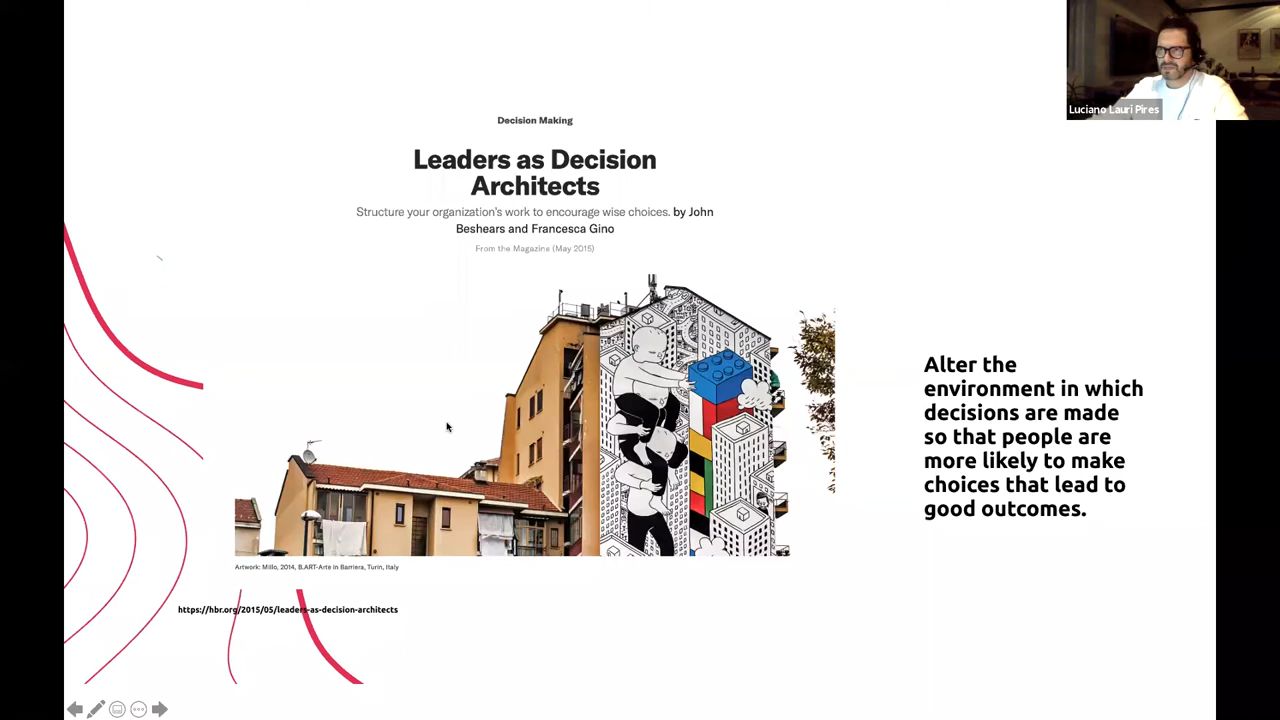 Luciano Lauri Pires
Decision Making
Leaders as Decision
Architects
Structure your organization's work to encourage wise choices. by John
Beshears and Francesca Gino
From the Magazine (May 2015)
Alter the
environment in which
decisions are made
so that people are
more likely to make
choices that lead to
good outcomes.
Artwork: Millo, 2014, B.ART-Arte in Barriera, Turin, Italy
https://hbr.org/2015/05/leaders-as-decision-architects